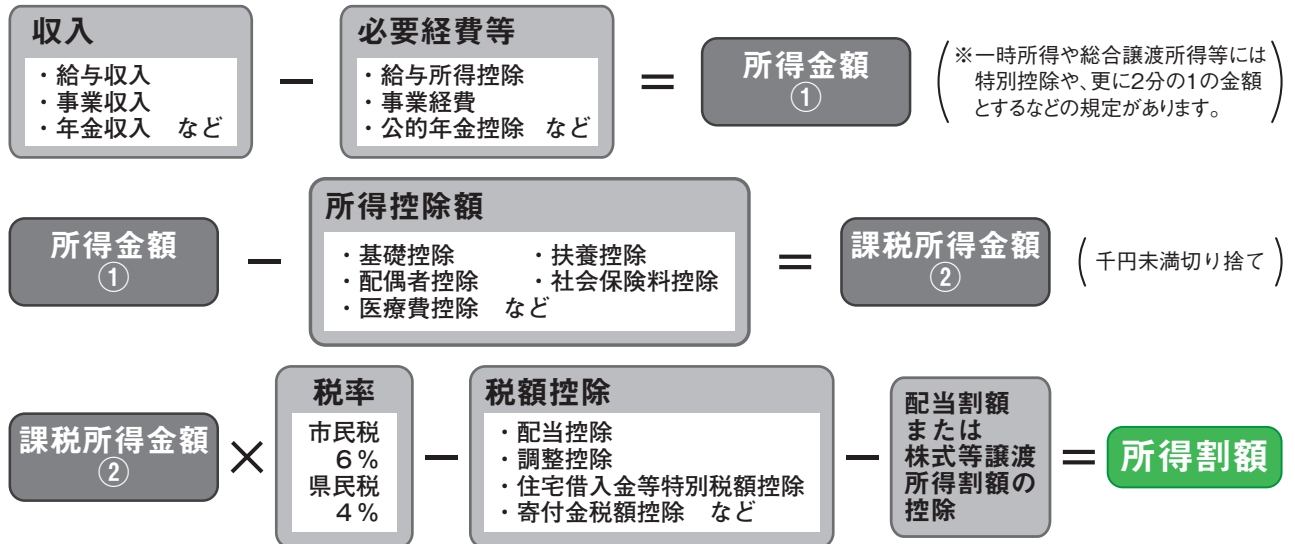 収入
・給与収入
・事業収入
・年金収入　など
－
必要経費等
・給与所得控除
・事業経費
・公的年金控除　など
＝
所得金額
①
（※一時所得や総合譲渡所得等には
特別控除や、更に2分の1の金額
とするなどの規定があります。）
所得金額
①
－
所得控除額
・基礎控除　・扶養控除
・配偶者控除　・社会保険料控除
・医療費控除　など
＝
課税所得金額
②
（千円未満切り捨て）
課税所得金額
②
×
税率
市民税
６％
県民税
４％
－
税額控除
・配当控除
・調整控除
・住宅借入金等特別税額控除
・寄付金税額控除　など
－
配当割額
または
株式等譲渡
所得割額の
控除
＝
所得割額